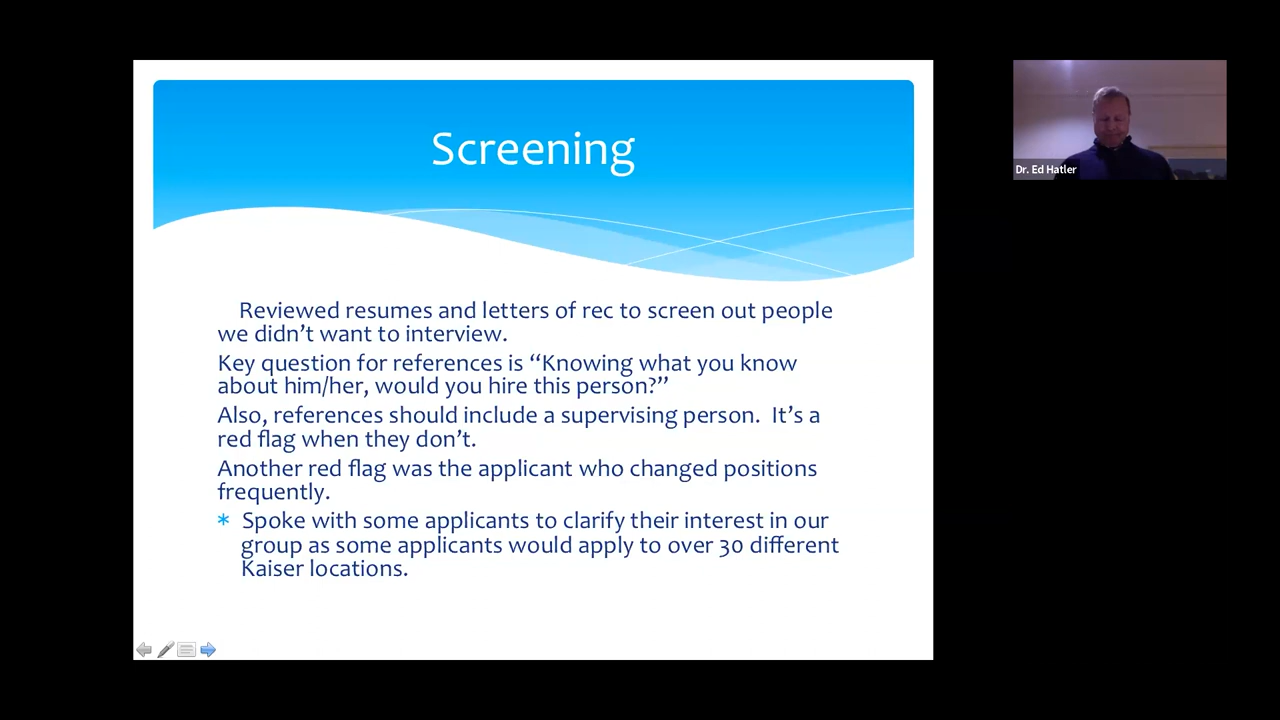 Screening
Reviewed resumes and letters of rec to screen out people
we didn’t want to interview.
Key question for references is “Knowing what you know
about him/her, would you hire this person?”
Also, references should include a supervising person.  It’s a
red flag when they don’t.
Another red flag was the applicant who changed positions
frequently.
* Spoke with some applicants to clarify their interest in our
group as some applicants would apply to over 30 different
Kaiser locations.
Dr. Ed Hatler